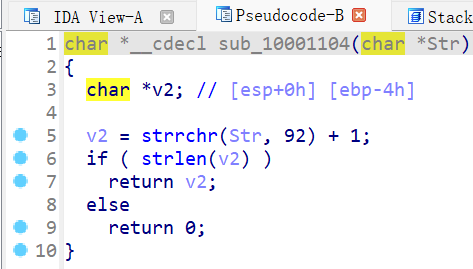 IDA View-A Pseudocode-B Stack
1 char *__cdecl sub_10001104(char *Str)
2 {
3   char *v2; // [esp+0h] [ebp-4h]
4
5   v2 = strrchr(Str, 92) + 1;
6   if ( strlen(v2) )
7     return v2;
8   else
9     return 0;
10 }